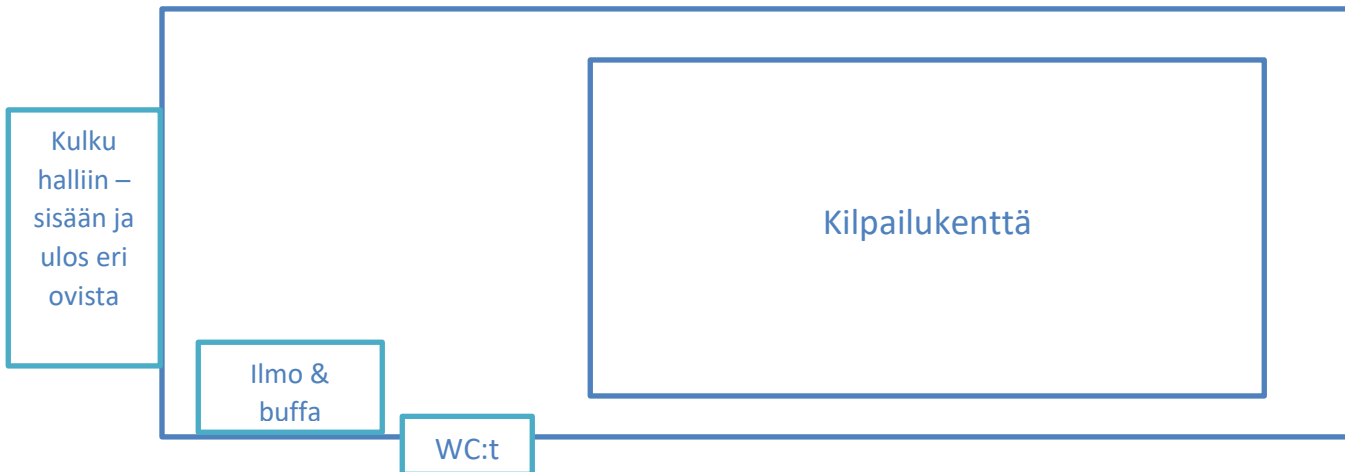 Kulku
halliin –
sisään ja
ulos eri
ovista
Kilpailukenttä
Ilmo &
buffa
WC:t